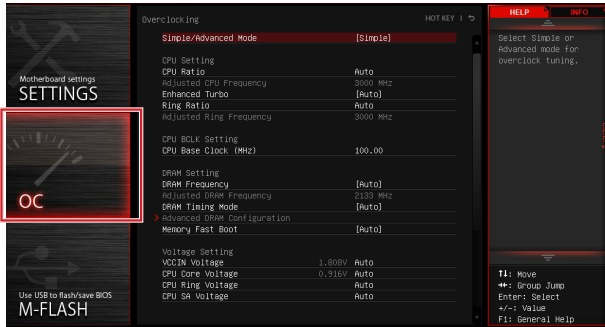 Overclocking
HOT KEY
HELP
INFO
Simple/Advanced Mode [Simple]
CPU Setting
CPU Ratio Auto
Adjusted CPU Frequency 3000 MHz
Enhanced Turbo [Auto]
Ring Ratio Auto
Adjusted Ring Frequency 3000 MHz
CPU BCLK Setting
CPU Base Clock (MHz) 100.00
DRAM Setting
DRAM Frequency [Auto]
Adjusted DRAM Frequency 2133 MHz
DRAM Timing Mode [Auto]
> Advanced DRAM Configuration
Memory Fast Boot [Auto]
Voltage Setting
VCCIN Voltage 1.808V Auto
CPU Core Voltage 0.916V Auto
CPU Ring Voltage Auto
CPU SA Voltage Auto
Motherboard settings
SETTINGS
OC
Use USB to flash/save BIOS
M-FLASH
Select Simple or
Advanced mode for
overclock tuning.
↑↓: Move
↔: Group Jump
Enter: Select
+/-: Value
F1: General Help